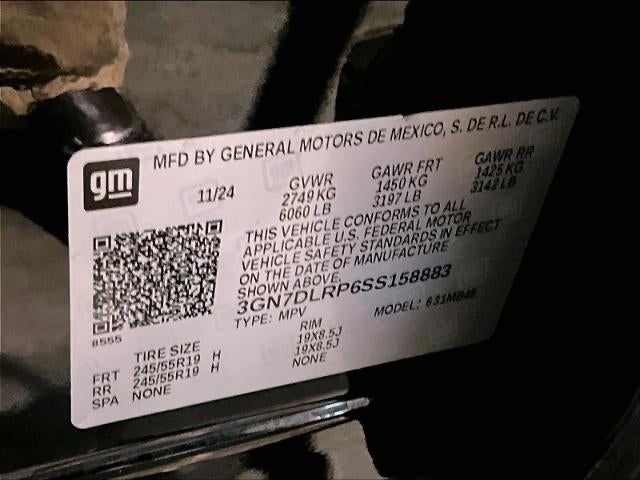 MFD BY GENERAL MOTORS DE MEXICO, S. DE R.L. DE C.V.
gm
11/24 GVWR GAWR FRT GAWR RR
2749 KG 1450 KG 1425 KG
6060 LB 3197 LB 3142 LB
THIS VEHICLE CONFORMS TO ALL
APPLICABLE U.S. FEDERAL MOTOR
VEHICLE SAFETY STANDARDS IN EFFECT
ON THE DATE OF MANUFACTURE
SHOWN ABOVE.
3GN7DLRP6SS158883
TYPE: MPV MODEL: 631MB48
8555
TIRE SIZE RIM
FRT 245/55R19 H 19X8.5J
RR 245/55R19 H 19X8.5J
SPA NONE NONE